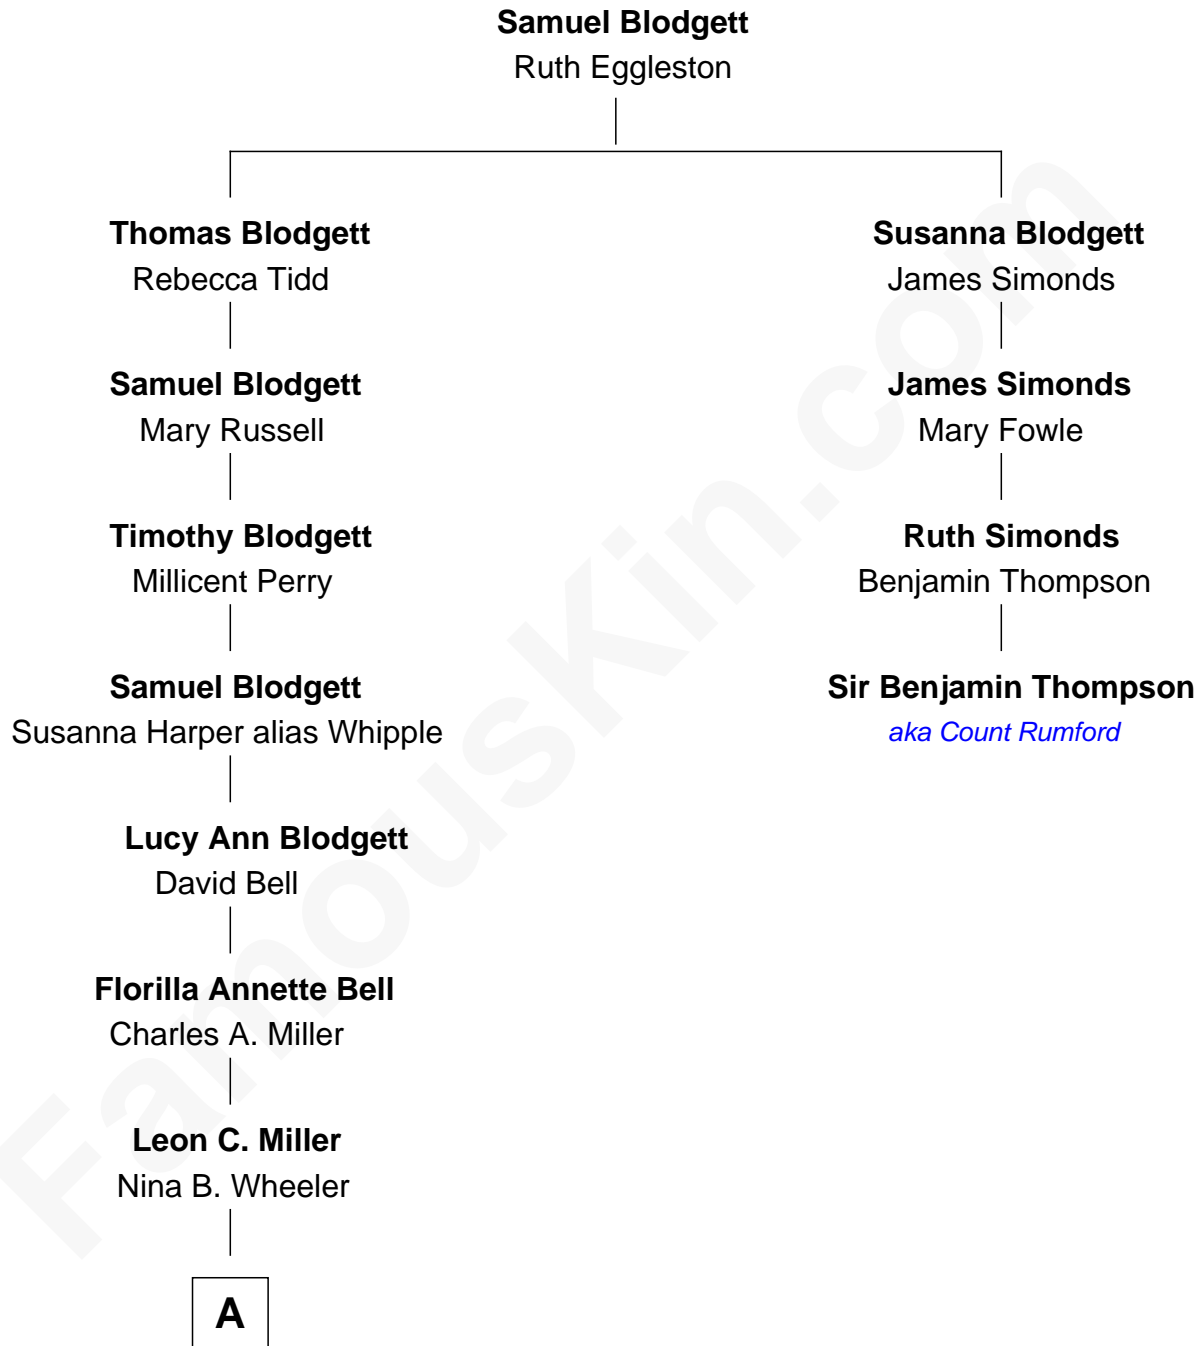 Samuel Blodgett
Ruth Eggleston
Thomas Blodgett
Rebecca Tidd
Susanna Blodgett
James Simonds
Samuel Blodgett
Mary Russell
James Simonds
Mary Fowle
Timothy Blodgett
Millicent Perry
Ruth Simonds
Benjamin Thompson
Samuel Blodgett
Susanna Harper alias Whipple
Sir Benjamin Thompson
aka Count Rumford
Lucy Ann Blodgett
David Bell
Florilla Annette Bell
Charles A. Miller
Leon C. Miller
Nina B. Wheeler
A
FamousKin.com